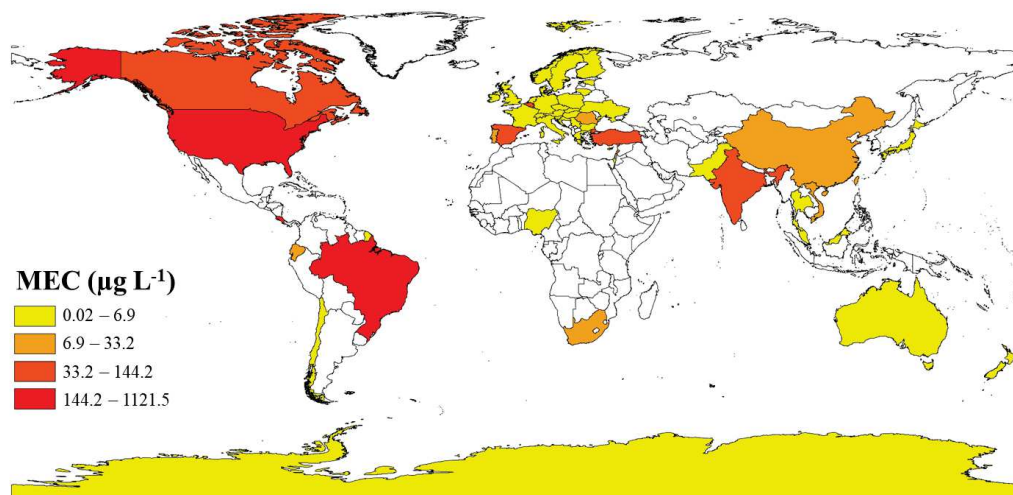 MEC (µg L⁻¹)
0.02 – 6.9
6.9 – 33.2
33.2 – 144.2
144.2 – 1121.5